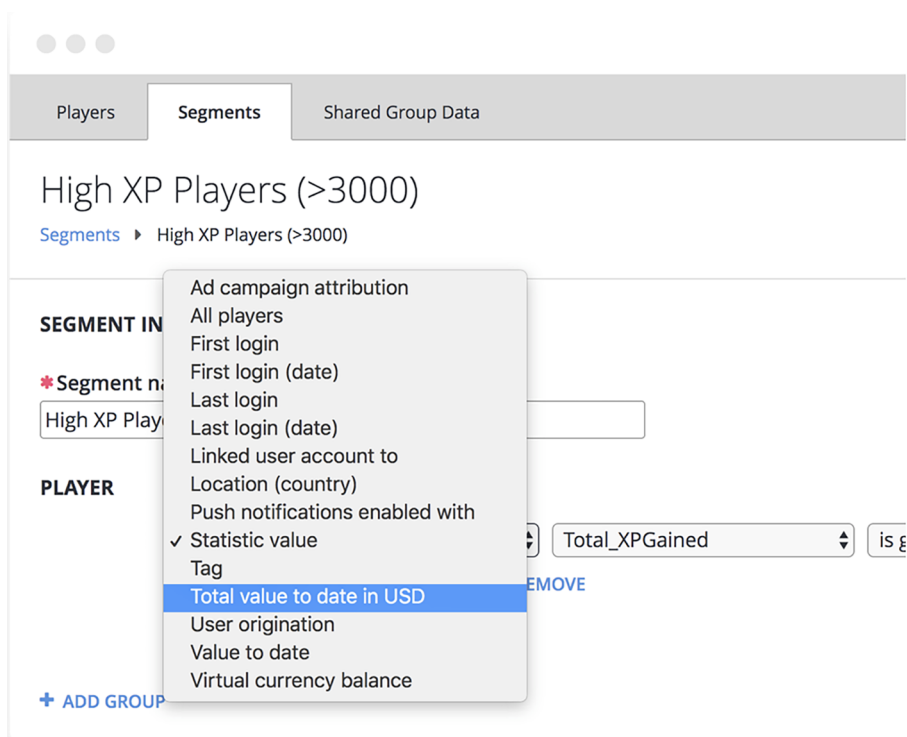 Players Segments Shared Group Data
High XP Players (>3000)
Segments High XP Players (>3000)
Ad campaign attribution
All players
SEGMENT
First login
First login (date)
*Segment
Last login
High XP
Last login (date)
Linked user account to
Location (country)
PLAYER
Push notifications enabled with
✓ Statistic value
Total_XPGained
is
Tag
Total value to date in USD
User origination
Value to date
Virtual currency balance
+ ADD GROUP